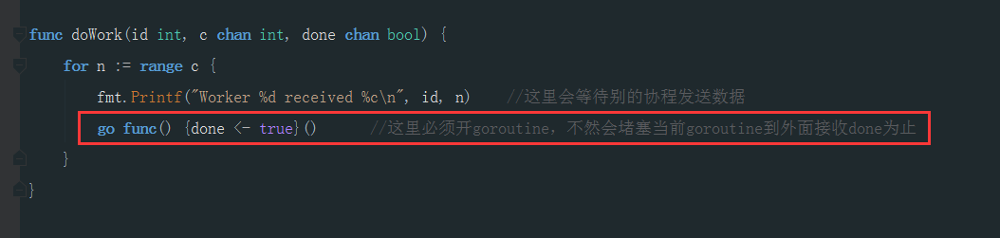 func doWork(id int, c chan int, done chan bool) {
for n := range c {
fmt.Printf("Worker %d received %c\n", id, n) //这里会等待别的协程发送数据
go func() {done <- true}() //这里必须开goroutine，不然会堵塞当前goroutine到外面接收done为止
}
}